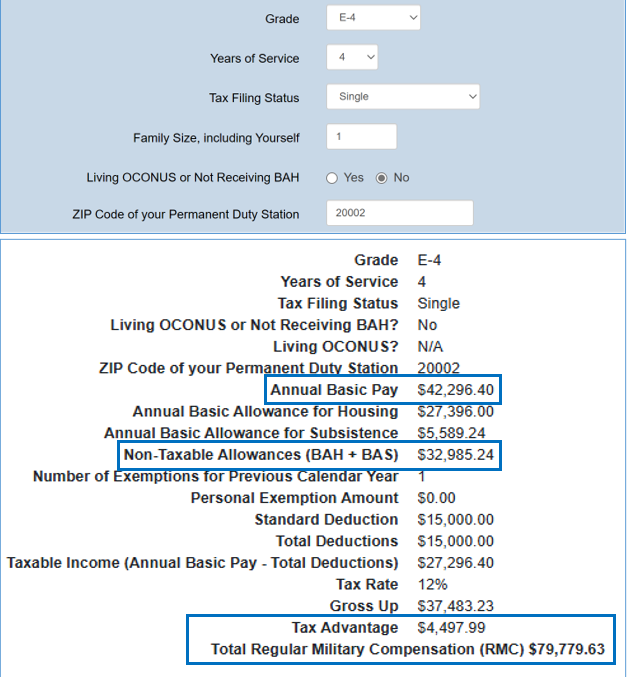 Grade E-4
Years of Service 4
Tax Filing Status Single
Family Size, including Yourself 1
Living OCONUS or Not Receiving BAH Yes No
ZIP Code of your Permanent Duty Station 20002
Grade E-4
Years of Service 4
Tax Filing Status Single
Living OCONUS or Not Receiving BAH? No
Living OCONUS? N/A
ZIP Code of your Permanent Duty Station 20002
Annual Basic Pay $42,296.40
Annual Basic Allowance for Housing $27,396.00
Annual Basic Allowance for Subsistence $5,589.24
Non-Taxable Allowances (BAH + BAS) $32,985.24
Number of Exemptions for Previous Calendar Year 1
Personal Exemption Amount $0.00
Standard Deduction $15,000.00
Total Deductions $15,000.00
Taxable Income (Annual Basic Pay - Total Deductions) $27,296.40
Tax Rate 12%
Gross Up $37,483.23
Tax Advantage $4,497.99
Total Regular Military Compensation (RMC) $79,779.63